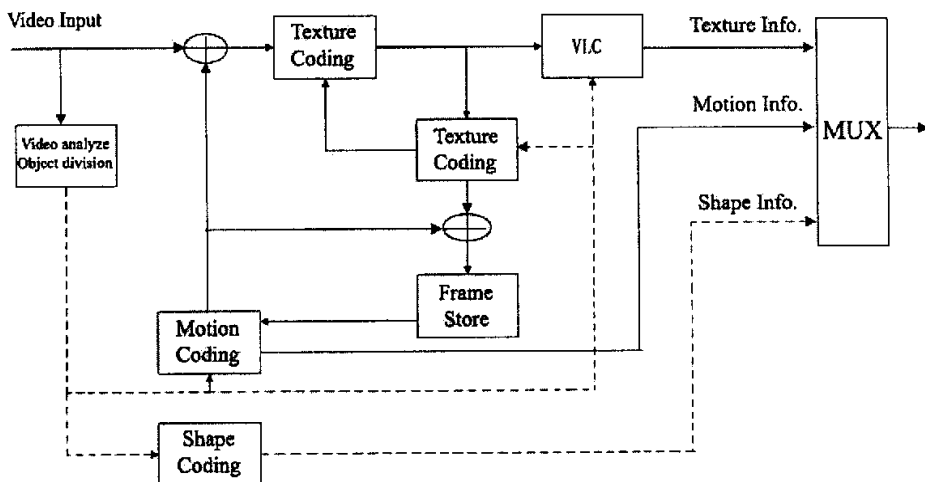 Video Input
Texture
Coding
VLC
Texture Info.
Motion Info.
MUX
Video analyze
Object division
Texture
Coding
Shape Info.
Frame
Store
Motion
Coding
Shape
Coding